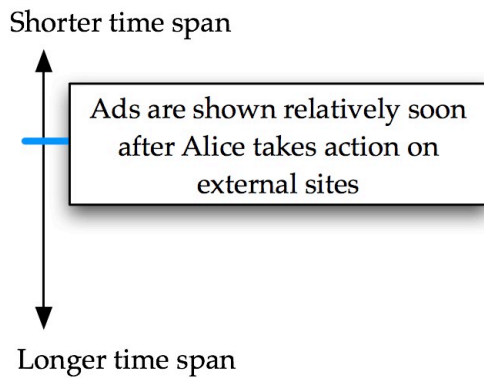 Shorter time span
Ads are shown relatively soon
after Alice takes action on
external sites
Longer time span